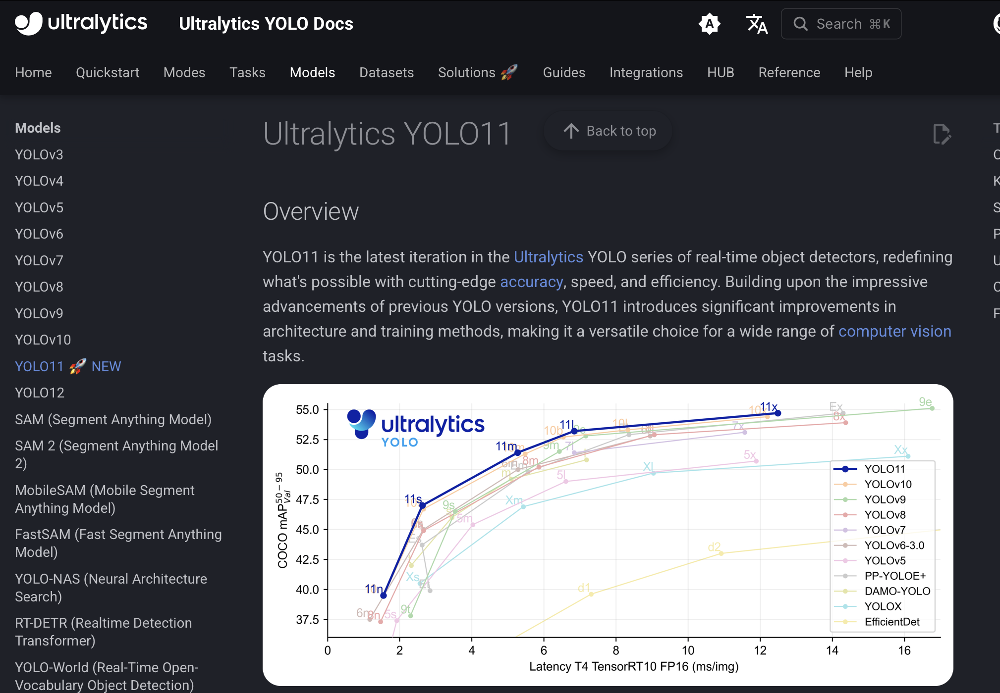 ultralytics
Ultralytics YOLO Docs
A
Search ⌘K
Home Quickstart Modes Tasks Models Datasets Solutions 🚀 Guides Integrations HUB Reference Help
Models
YOLOv3
YOLOv4
YOLOv5
YOLOv6
YOLOv7
YOLOv8
YOLOv9
YOLOv10
YOLO11 🚀 NEW
YOLO12
SAM (Segment Anything Model)
SAM 2 (Segment Anything Model
2)
MobileSAM (Mobile Segment
Anything Model)
FastSAM (Fast Segment Anything
Model)
YOLO-NAS (Neural Architecture
Search)
RT-DETR (Realtime Detection
Transformer)
YOLO-World (Real-Time Open-
Vocabulary Object Detection)
Ultralytics YOLO11
Back to top
Overview
YOLO11 is the latest iteration in the Ultralytics YOLO series of real-time object detectors, redefining
what's possible with cutting-edge accuracy, speed, and efficiency. Building upon the impressive
advancements of previous YOLO versions, YOLO11 introduces significant improvements in
architecture and training methods, making it a versatile choice for a wide range of computer vision
tasks.
ultralytics
YOLO
COCO mAP 50-95 Val
55.0
52.5
50.0
47.5
45.0
42.5
40.0
37.5
0 2 4 6 8 10 12 14 16
Latency T4 TensorRT10 FP16 (ms/img)
11n
11s
11m
11l
11x
10b
10l
10x
9t
9s
9m
9e
8n
8m
8x
7l
7x
5s
5m
5l
5x
Es
Ex
Xs
Xm
Xl
Xx
d1
d2
YOLO11
YOLOv10
YOLOv9
YOLOv8
YOLOv7
YOLOv6-3.0
YOLOv5
PP-YOLOE+
DAMO-YOLO
YOLOX
EfficientDet